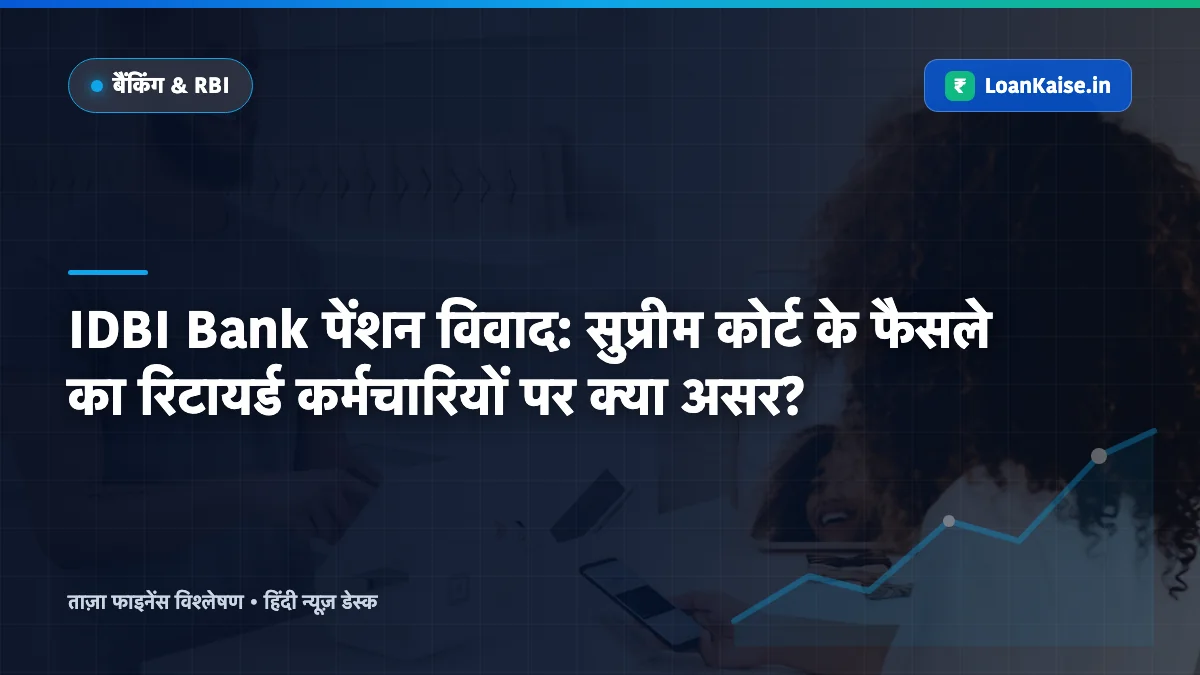 बैंकिंग & RBI
₹ LoanKaise.in
IDBI Bank पेंशन विवाद: सुप्रीम कोर्ट के फैसले
का रिटायर्ड कर्मचारियों पर क्या असर?
ताज़ा फाइनेंस विश्लेषण • हिंदी न्यूज़ डेस्क